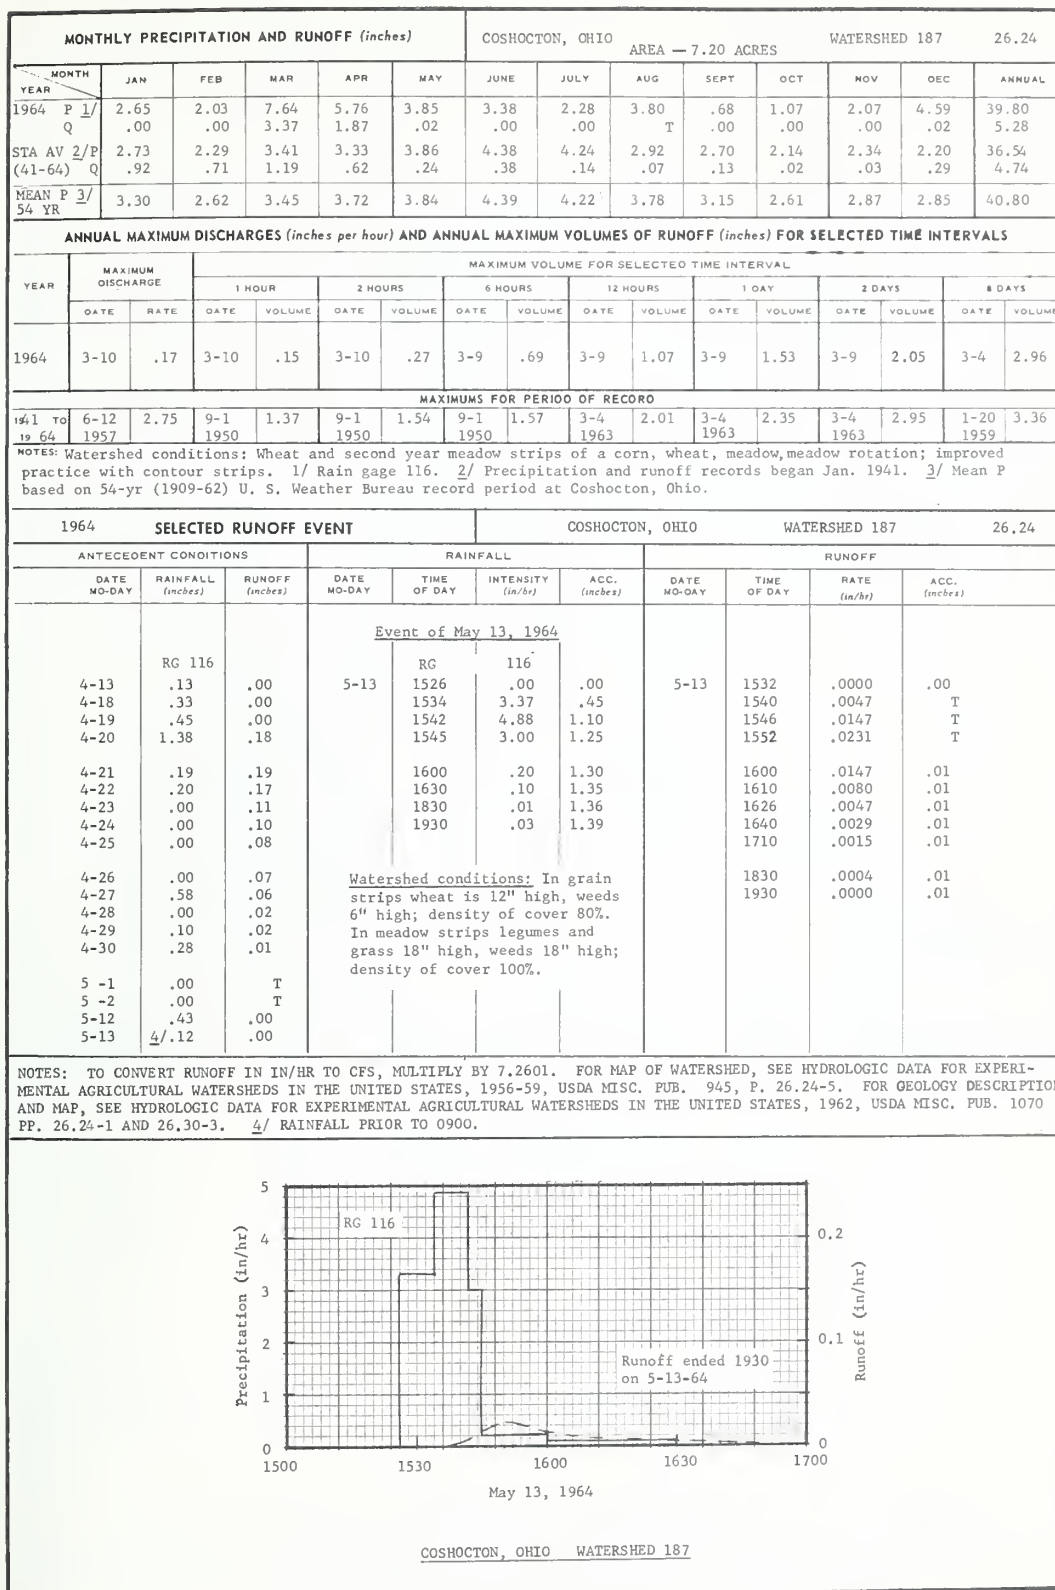 MONTHLY PRECIPITATION AND RUNOFF (inches) COSHOCTON, OHIO AREA — 7.20 ACRES WATERSHED 187 26.24
MONTH JAN FEB MAR APR MAY JUNE JULY AUG SEPT OCT NOV DEC ANNUAL
YEAR
1964 P 1/ 2.65 2.03 7.64 5.76 3.85 3.38 2.28 3.80 .68 1.07 2.07 4.59 39.80
Q .00 .00 3.37 1.87 .02 .00 .00 T .00 .00 .00 .02 5.28
STA AV 2/P 2.73 2.29 3.41 3.33 3.86 4.38 4.24 2.92 2.70 2.14 2.34 2.20 36.54
(41-64) Q .92 .71 1.19 .62 .24 .38 .14 .07 .13 .02 .03 .29 4.74
MEAN P 3/ 3.30 2.62 3.45 3.72 3.84 4.39 4.22 3.78 3.15 2.61 2.87 2.85 40.80
54 YR
ANNUAL MAXIMUM DISCHARGES (inches per hour) AND ANNUAL MAXIMUM VOLUMES OF RUNOFF (inches) FOR SELECTED TIME INTERVALS
YEAR MAXIMUM DISCHARGE MAXIMUM VOLUME FOR SELECTED TIME INTERVAL
1 HOUR 2 HOURS 6 HOURS 12 HOURS 1 DAY 2 DAYS 8 DAYS
DATE RATE DATE VOLUME DATE VOLUME DATE VOLUME DATE VOLUME DATE VOLUME DATE VOLUME DATE VOLUME
1964 3-10 .17 3-10 .15 3-10 .27 3-9 .69 3-9 1.07 3-9 1.53 3-9 2.05 3-4 2.96
MAXIMUMS FOR PERIOD OF RECORD
1941 TO 6-12 2.75 9-1 1.37 9-1 1.54 9-1 1.57 3-4 2.01 3-4 2.35 3-4 2.95 1-20 3.36
19 64 1957 1950 1950 1950 1963 1963 1963 1959
NOTES: Watershed conditions: Wheat and second year meadow strips of a corn, wheat, meadow, meadow rotation; improved
practice with contour strips. 1/ Rain gage 116. 2/ Precipitation and runoff records began Jan. 1941. 3/ Mean P
based on 54-yr (1909-62) U. S. Weather Bureau record period at Coshocton, Ohio.
1964 SELECTED RUNOFF EVENT COSHOCTON, OHIO WATERSHED 187 26.24
ANTECEDENT CONDITIONS RAINFALL RUNOFF
DATE RAINFALL RUNOFF DATE TIME INTENSITY ACC. DATE TIME RATE ACC.
MO-DAY (inches) (inches) MO-DAY OF DAY (in/hr) (inches) MO-DAY OF DAY (in/hr) (inches)
Event of May 13, 1964
RG 116 RG 116
4-13 .13 .00 5-13 1526 .00 .00 5-13 1532 .0000 .00
4-18 .33 .00 1534 3.37 .45 1540 .0047 T
4-19 .45 .00 1542 4.88 1.10 1546 .0147 T
4-20 1.38 .18 1545 3.00 1.25 1552 .0231 T
4-21 .19 .19 1600 .20 1.30 1600 .0147 .01
4-22 .20 .17 1630 .10 1.35 1610 .0080 .01
4-23 .00 .11 1830 .01 1.36 1626 .0047 .01
4-24 .00 .10 1930 .03 1.39 1640 .0029 .01
4-25 .00 .08 1710 .0015 .01
4-26 .00 .07 Watershed conditions: In grain 1830 .0004 .01
4-27 .58 .06 strips wheat is 12" high, weeds 1930 .0000 .01
4-28 .00 .02 6" high; density of cover 80%.
4-29 .10 .02 In meadow strips legumes and
4-30 .28 .01 grass 18" high, weeds 18" high;
density of cover 100%.
5 -1 .00 T
5 -2 .00 T
5-12 .43 .00
5-13 4/.12 .00
NOTES: TO CONVERT RUNOFF IN IN/HR TO CFS, MULTIPLY BY 7.2601. FOR MAP OF WATERSHED, SEE HYDROLOGIC DATA FOR EXPERI-
MENTAL AGRICULTURAL WATERSHEDS IN THE UNITED STATES, 1956-59, USDA MISC. PUB. 945, P. 26.24-5. FOR GEOLOGY DESCRIPTION
AND MAP, SEE HYDROLOGIC DATA FOR EXPERIMENTAL AGRICULTURAL WATERSHEDS IN THE UNITED STATES, 1962, USDA MISC. PUB. 1070
PP. 26.24-1 AND 26.30-3. 4/ RAINFALL PRIOR TO 0900.
Precipitation (in/hr)
5
4
3
2
1
0
RG 116
Runoff ended 1930
on 5-13-64
0.2
0.1
0
Runoff (in/hr)
1500 1530 1600 1630 1700
May 13, 1964
COSHOCTON, OHIO WATERSHED 187